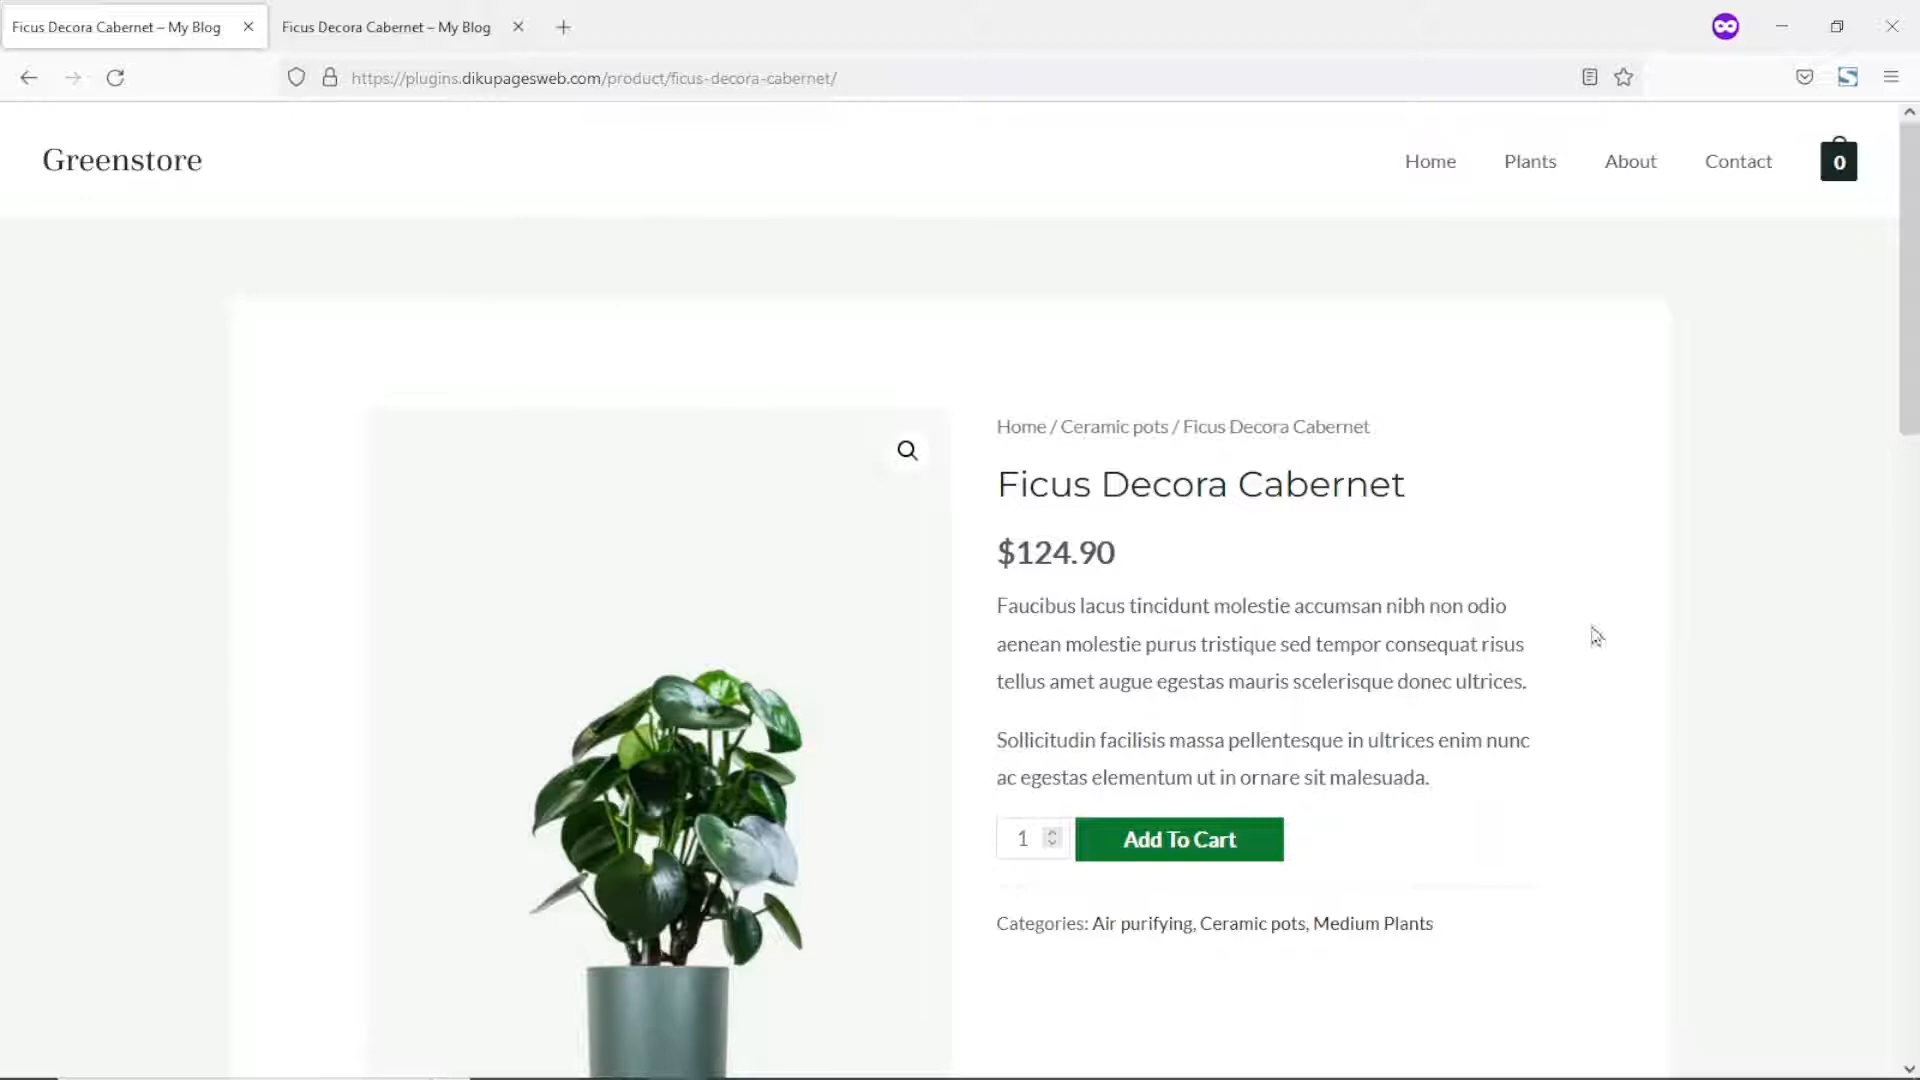 Ficus Decora Cabernet – My Blog
Ficus Decora Cabernet – My Blog
https://plugins.dikupagesweb.com/product/ficus-decora-cabernet/
Greenstore
Home
Plants
About
Contact
0
Home / Ceramic pots / Ficus Decora Cabernet
Ficus Decora Cabernet
$124.90
Faucibus lacus tincidunt molestie accumsan nibh non odio
aenean molestie purus tristique sed tempor consequat risus
tellus amet augue egestas mauris scelerisque donec ultrices.
Sollicitudin facilisis massa pellentesque in ultrices enim nunc
ac egestas elementum ut in ornare sit malesuada.
1
Add To Cart
Categories: Air purifying, Ceramic pots, Medium Plants